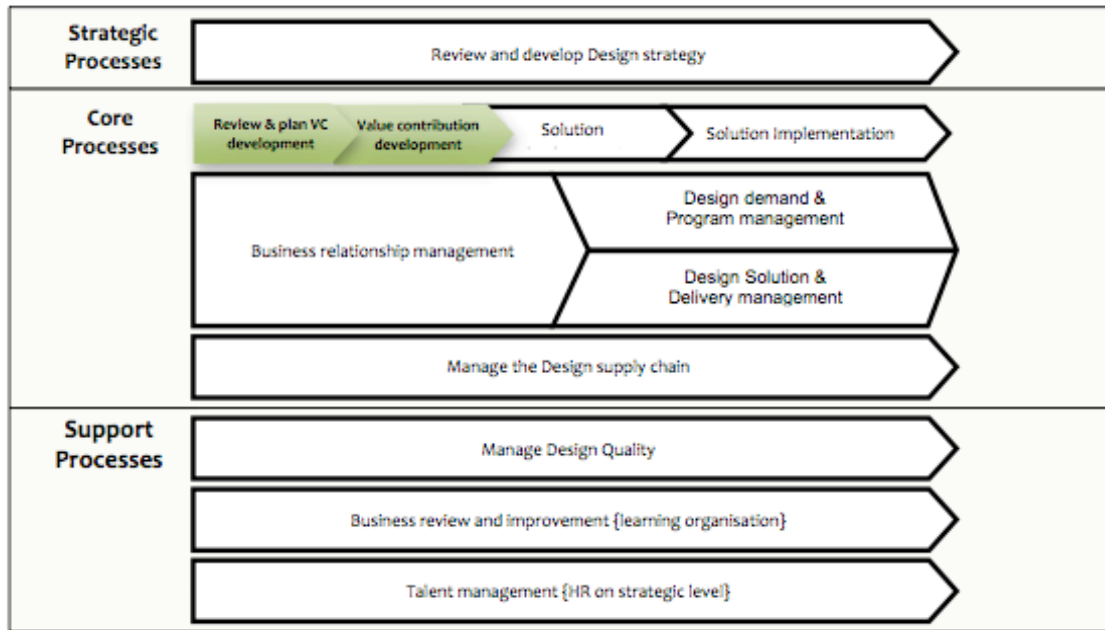 Strategic
Processes
Review and develop Design strategy
Core
Processes
Review & plan VC
development
Value contribution
development
Solution
Solution Implementation
Business relationship management
Design demand &
Program management
Design Solution &
Delivery management
Manage the Design supply chain
Support
Processes
Manage Design Quality
Business review and improvement {learning organisation}
Talent management {HR on strategic level}